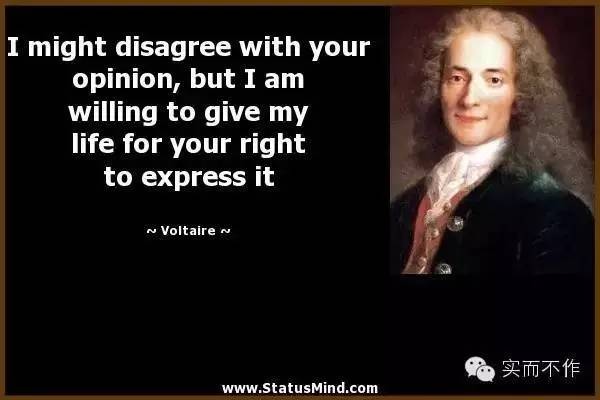 I might disagree with your
opinion, but I am
willing to give my
life for your right
to express it
~ Voltaire ~
实而不作
www.StatusMind.com